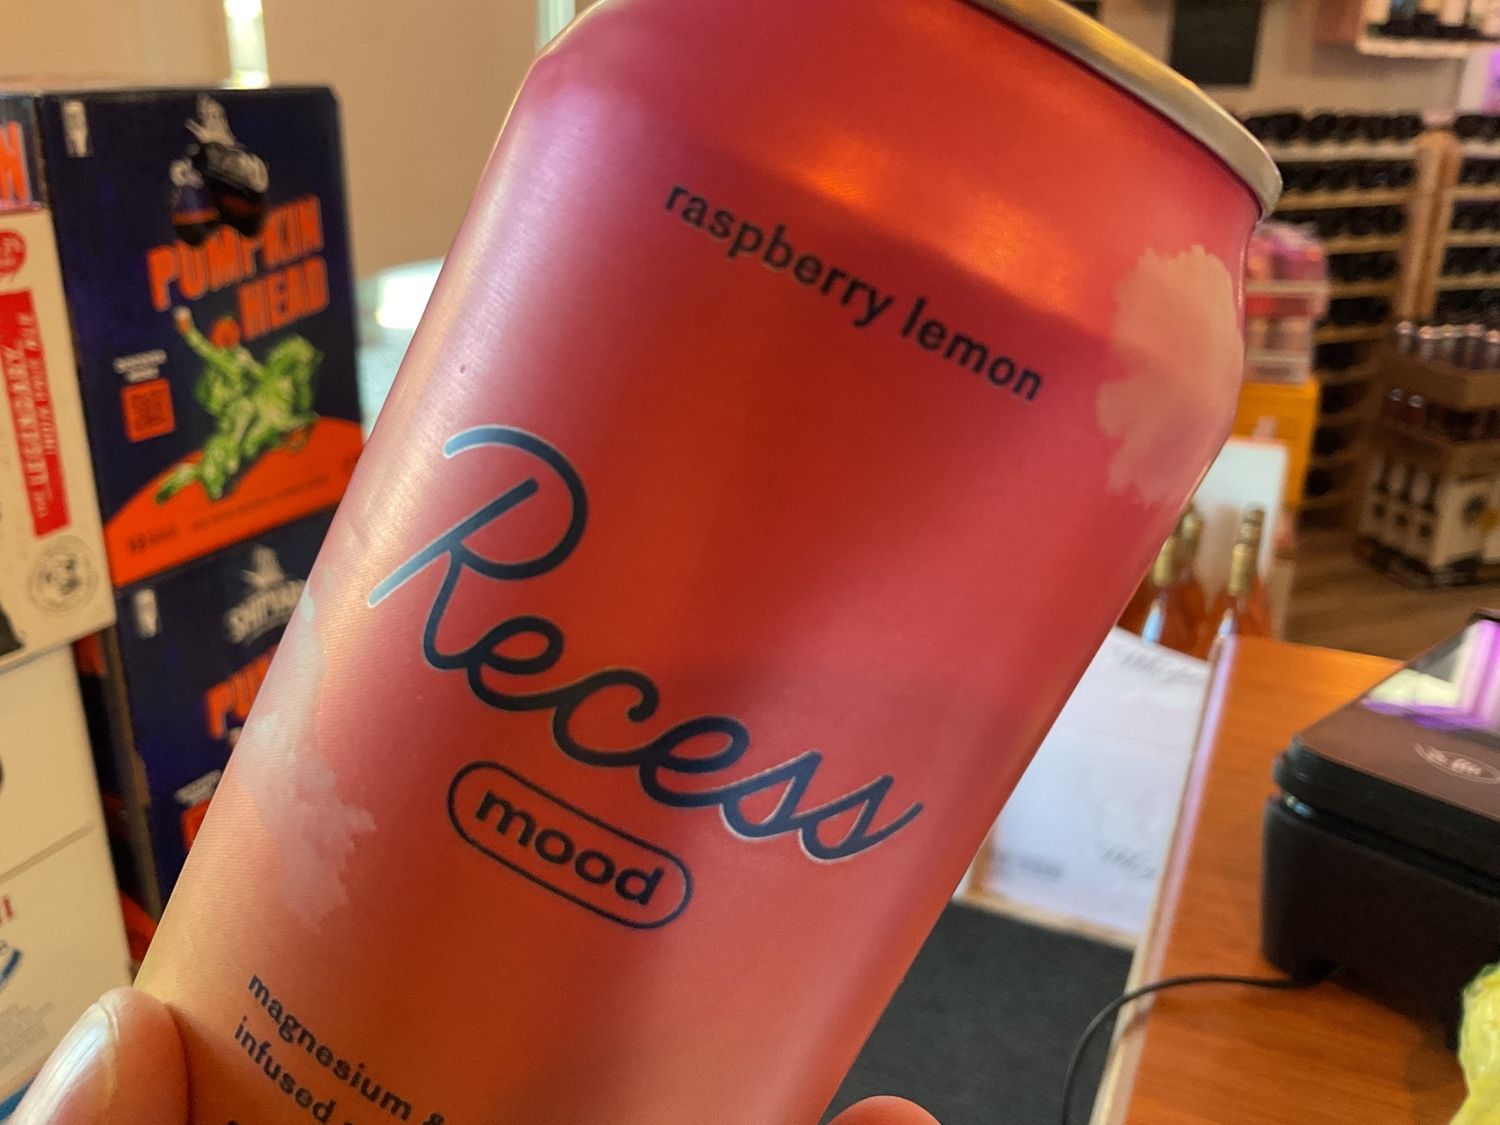 raspberry lemon
Recess
mood
magnesium &
infused
PUMPKIN
HEAD
SHIPYARD